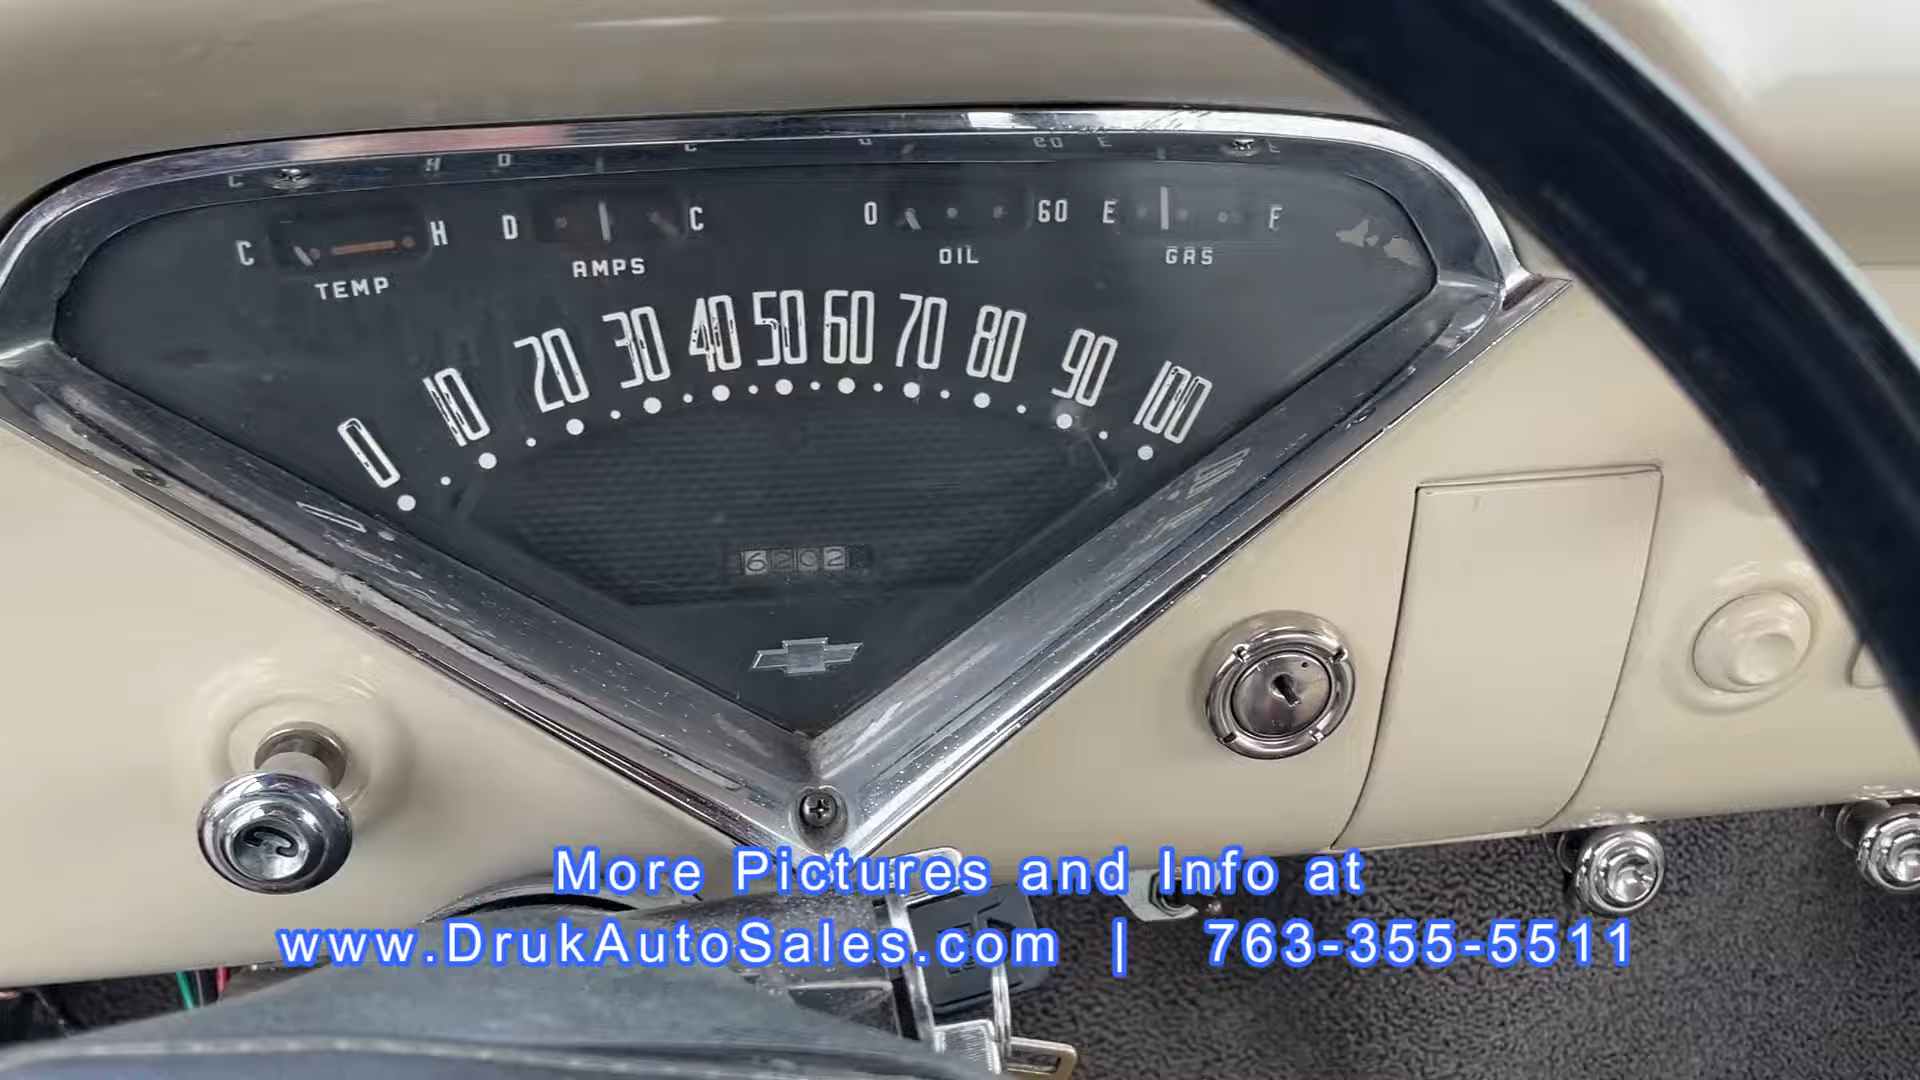 C H D C O 60 E F
TEMP AMPS OIL GAS
0 10 20 30 40 50 60 70 80 90 100
6202
More Pictures and Info at
www.DrukAutoSales.com | 763-355-5511